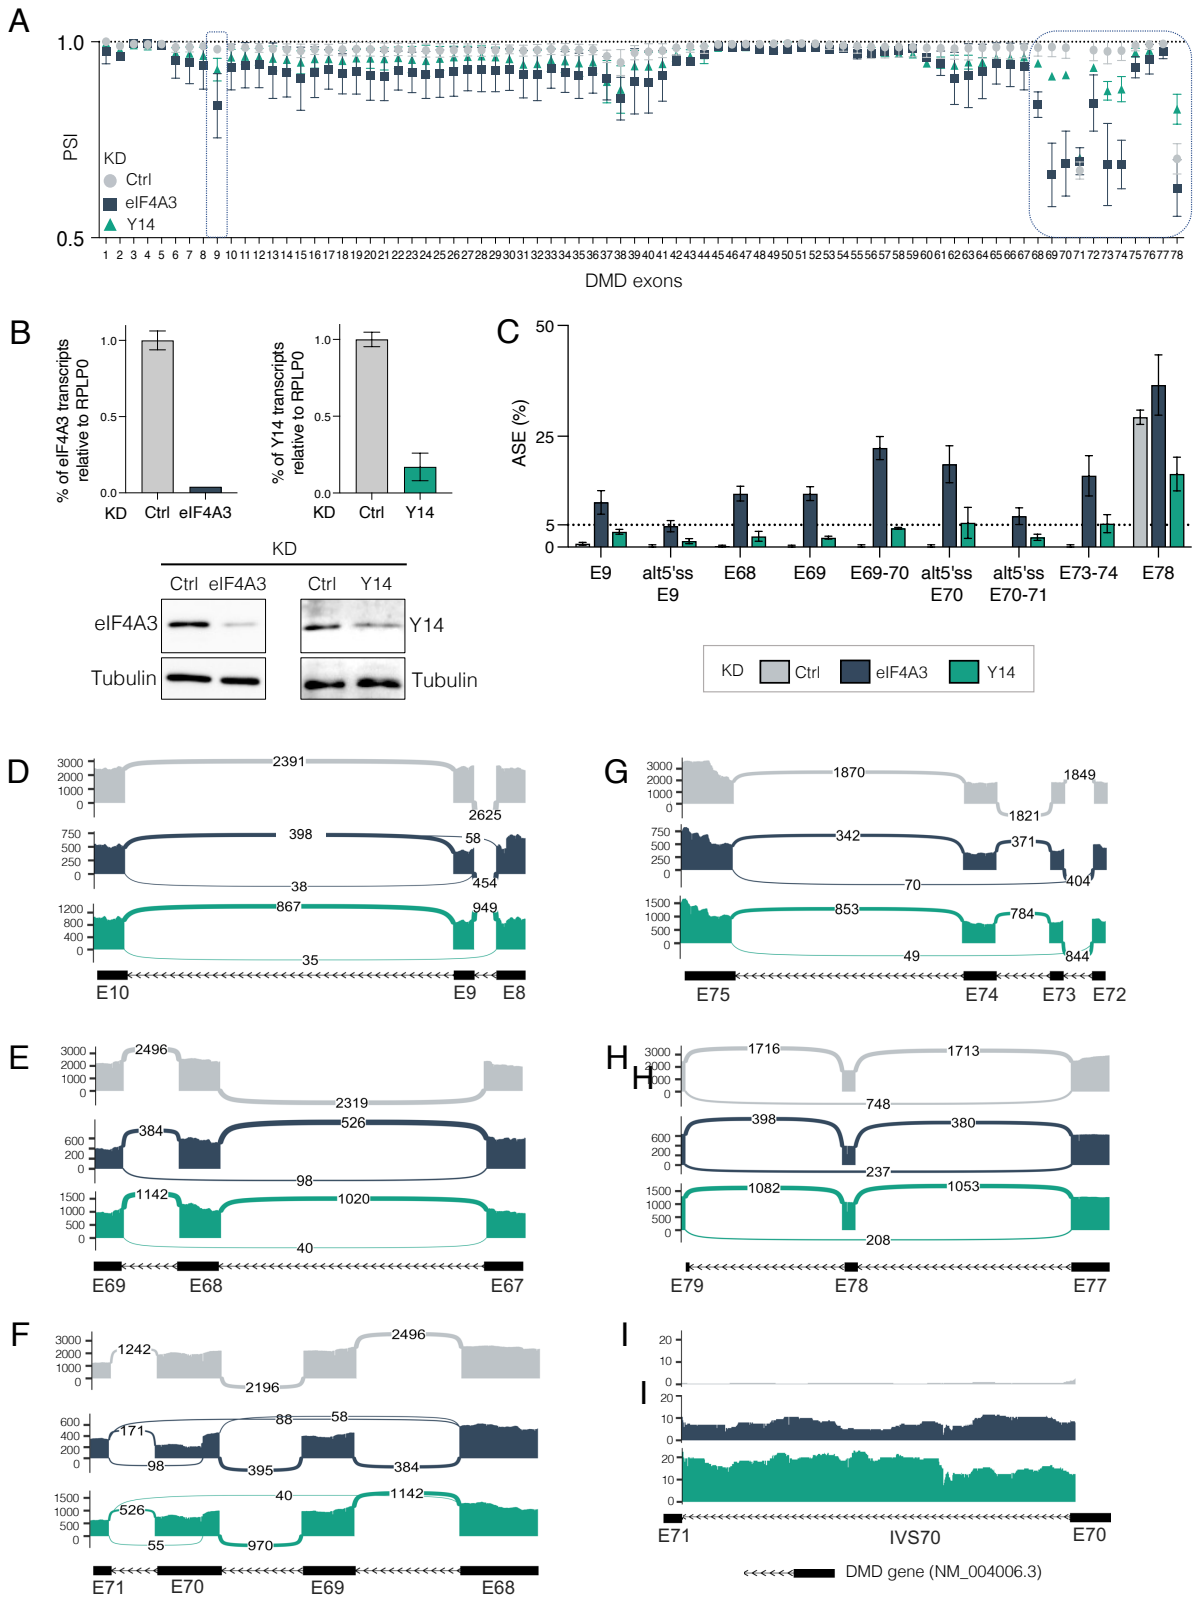 A
1.0
PSI
KD
Ctrl
eIF4A3
Y14
0.5
1 2 3 4 5 6 7 8 9 10 11 12 13 14 15 16 17 18 19 20 21 22 23 24 25 26 27 28 29 30 31 32 33 34 35 36 37 38 39 40 41 42 43 44 45 46 47 48 49 50 51 52 53 54 55 56 57 58 59 60 61 62 63 64 65 66 67 68 69 70 71 72 73 74 75 76 77 78
DMD exons
B
% of eIF4A3 transcripts
relative to RPLP0
1.0
0.5
0.0
KD Ctrl eIF4A3
% of Y14 transcripts
relative to RPLP0
1.0
0.5
0.0
KD Ctrl Y14
KD
Ctrl eIF4A3
Ctrl Y14
eIF4A3
Y14
Tubulin
Tubulin
C
ASE (%)
50
25
5
0
E9
alt5'ss
E9
E68
E69
E69-70
alt5'ss
E70
alt5'ss
E70-71
E73-74
E78
KD Ctrl eIF4A3 Y14
D
3000
2000
1000
0
2391
2625
750
500
250
0
398
58
38
454
1200
800
400
0
867
949
35
E10 E9 E8
G
3000
2000
1000
0
1870
1849
1821
750
500
250
0
342
371
70
404
1500
1000
500
0
853
784
49
844
E75 E74 E73 E72
E
3000
2000
1000
0
2496
2319
600
400
200
0
384
526
98
1500
1000
500
0
1142
1020
40
E69 E68 E67
H
H
3000
2000
1000
0
1716
1713
748
600
300
0
398
380
237
1500
1000
500
0
1082
1053
208
E79 E78 E77
F
3000
2000
1000
0
1242
2496
2196
600
400
200
0
171
88
58
98
395
384
1500
1000
500
0
526
40
1142
55
970
E71 E70 E69 E68
I
I
20
10
0
20
10
0
20
10
0
E71 IVS70 E70
DMD gene (NM_004006.3)